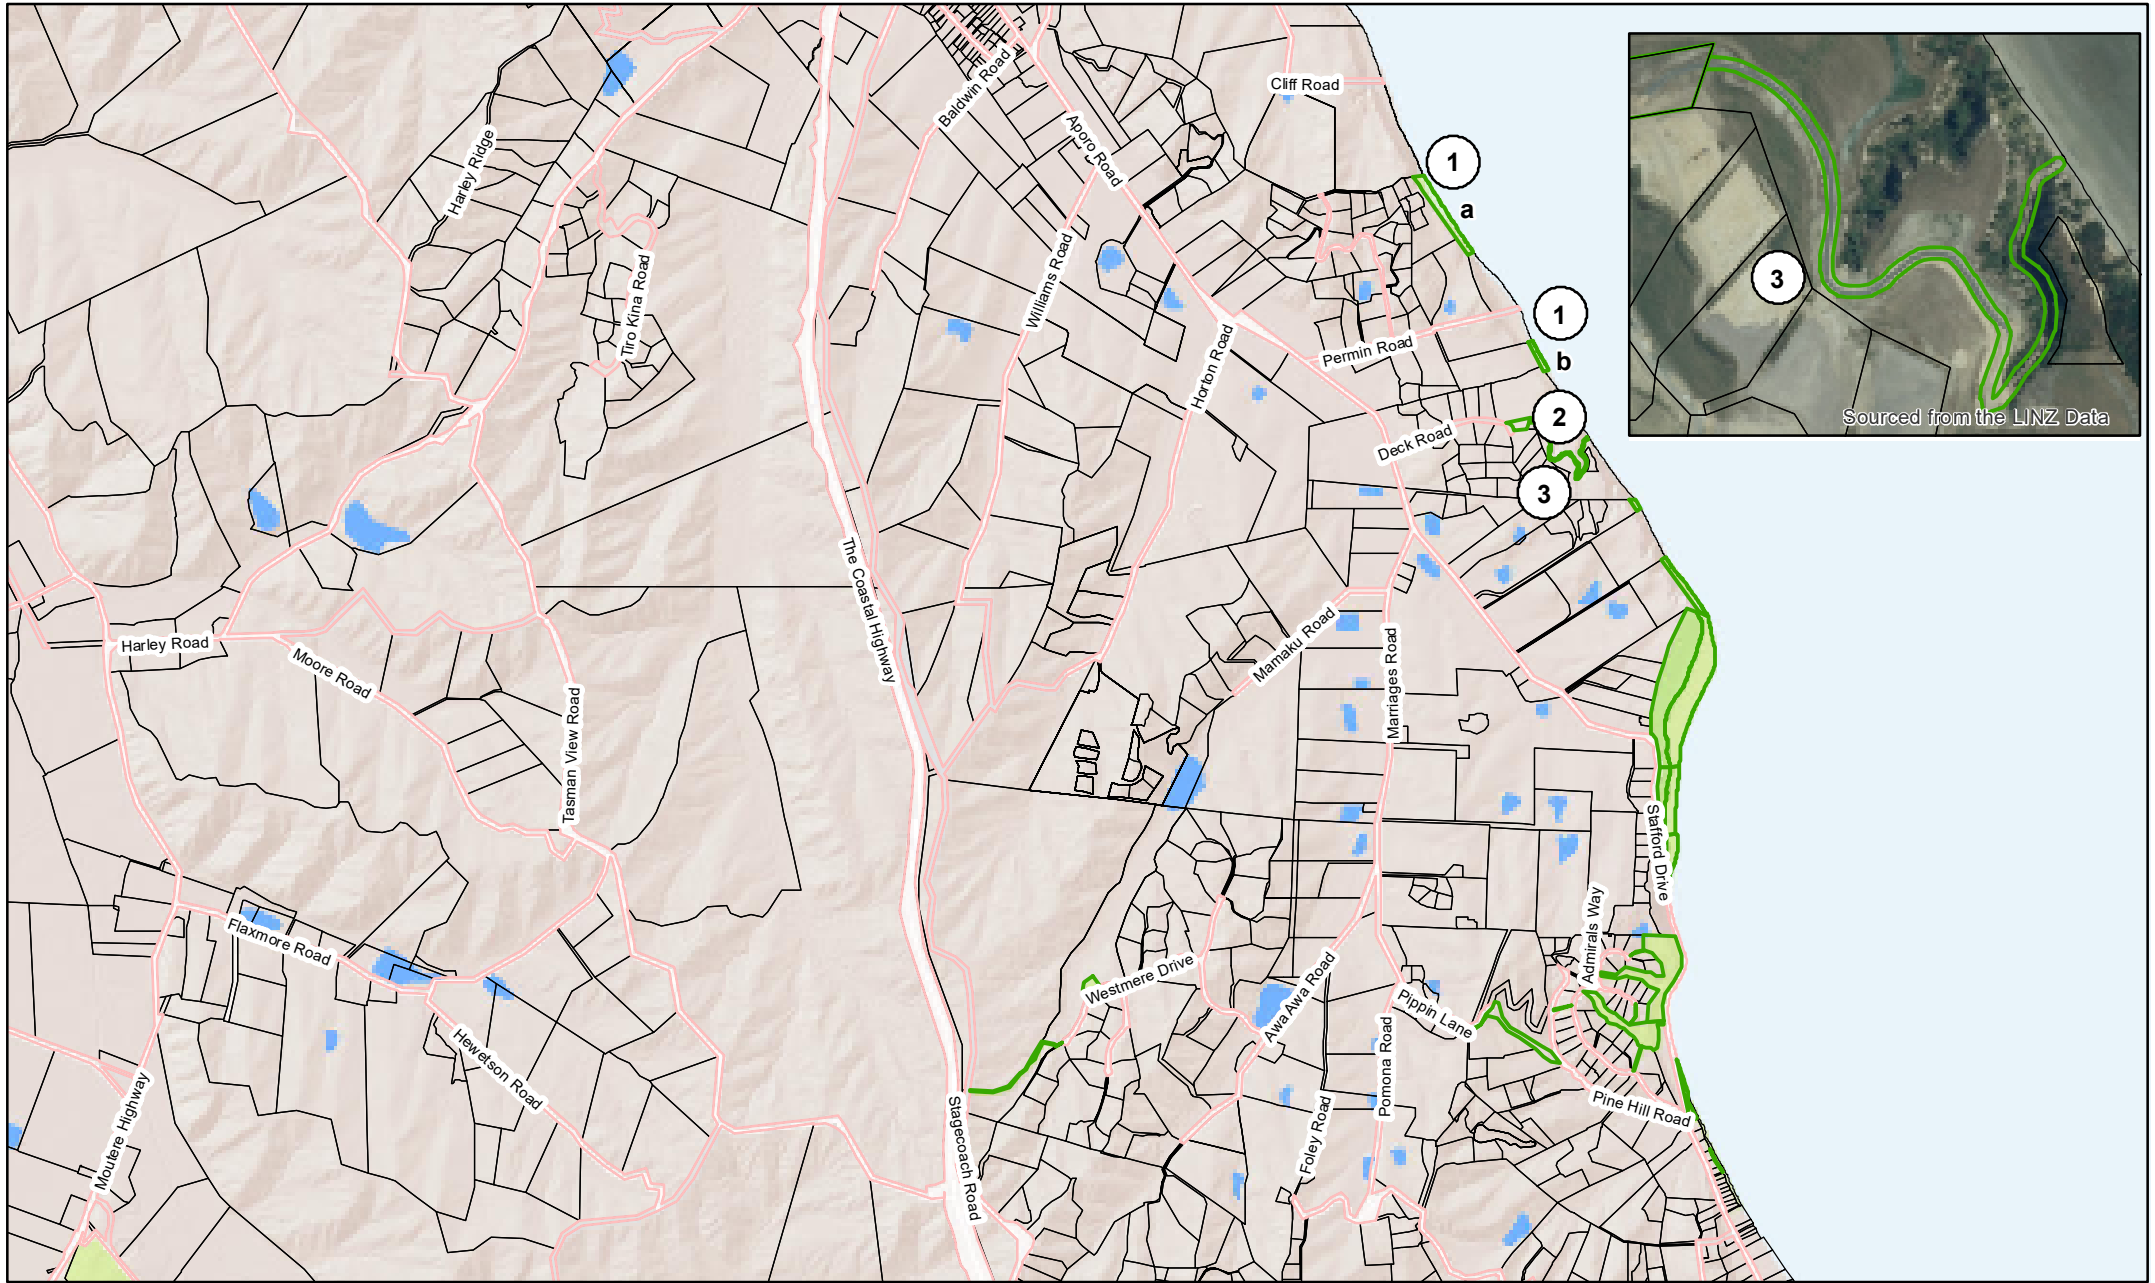 Cliff Road
Baldwin Road
Aporo Road
Harley Ridge
1
a
Williams Road
Tiro Kina Road
3
1
b
Permin Road
Horton Road
Sourced from the LINZ Data
2
Deck Road
3
The Coastal Highway
Harley Road
Moore Road
Mamaku Road
Marriages Road
Tasman View Road
Stafford Drive
Flaxmore Road
Admirals Way
Westmere Drive
Awa Awa Road
Pippin Lane
Hewetson Road
Pomona Road
Moutere Highway
Stagecoach Road
Foley Road
Pine Hill Road